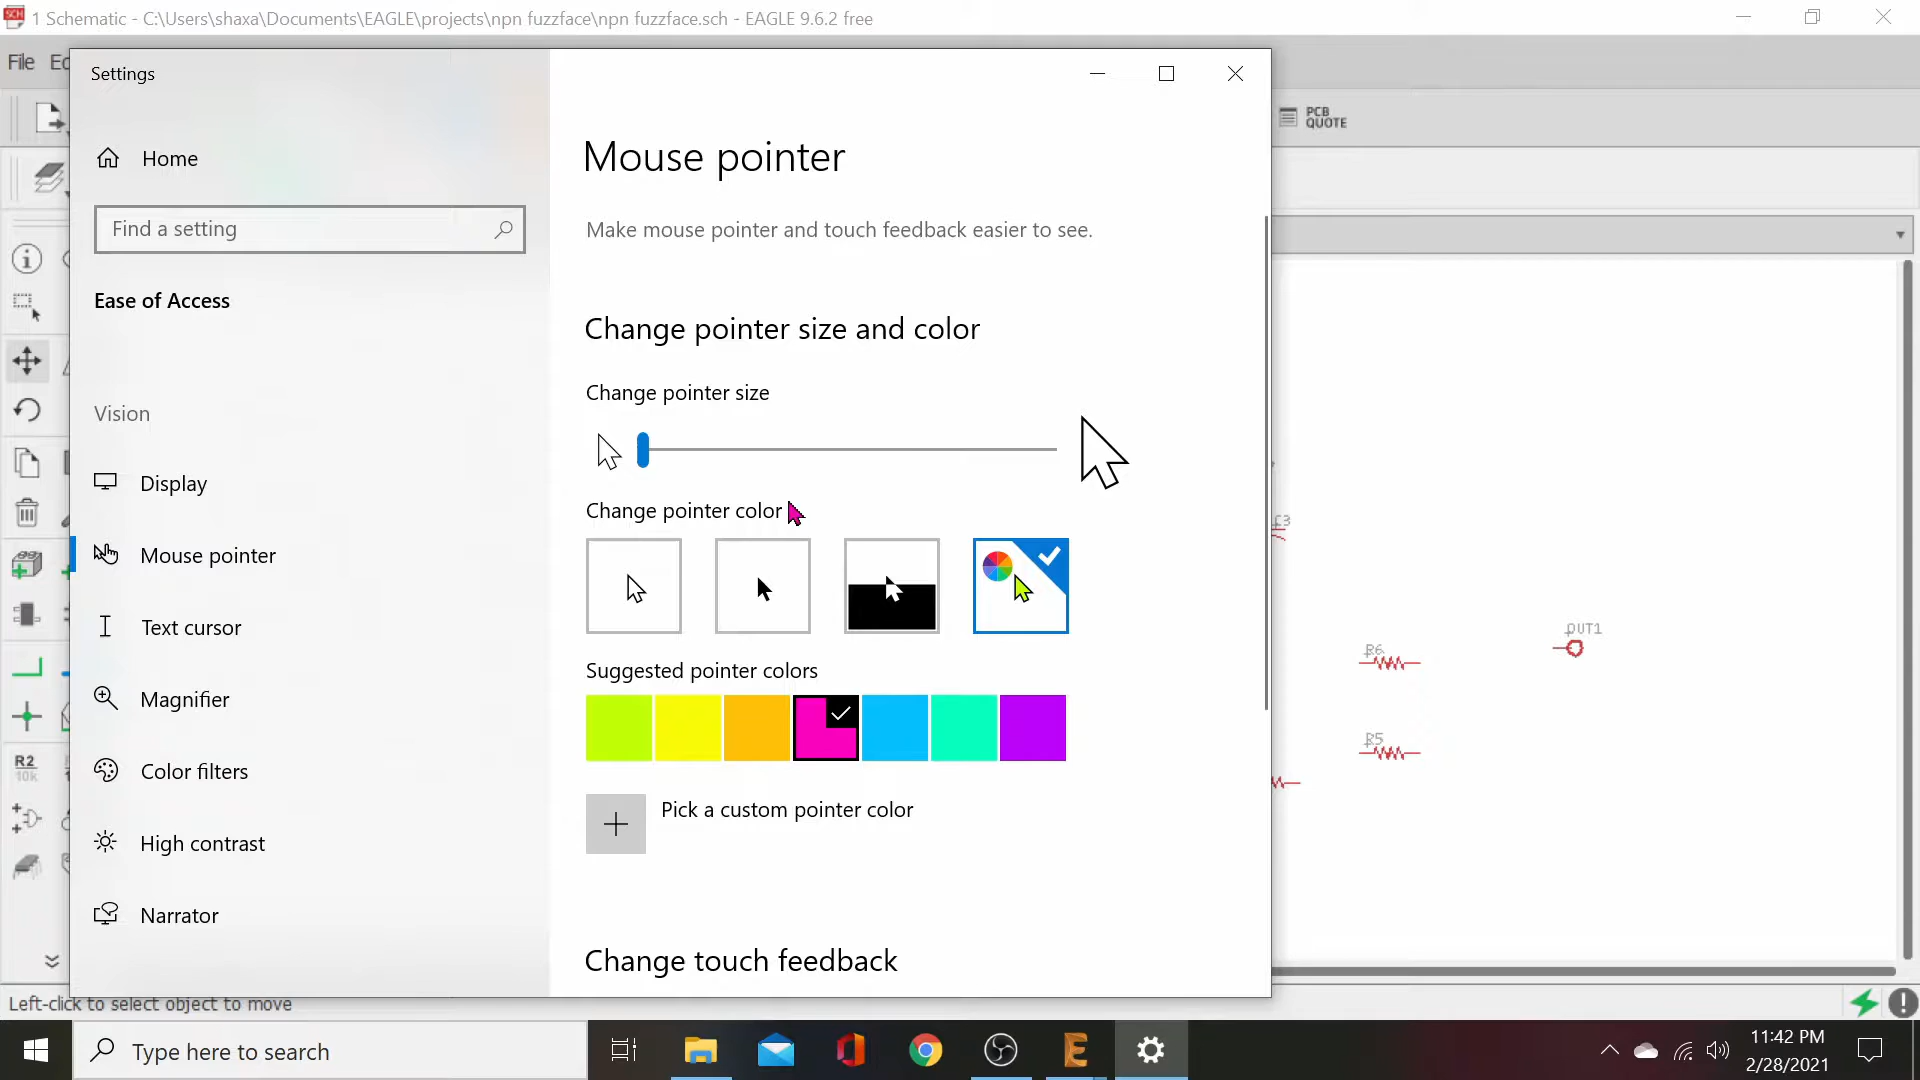 1 Schematic - C:\Users\shaxa\Documents\EAGLE\projects\npn fuzzface\npn fuzzface.sch - EAGLE 9.6.2 free
File
Settings
PCB
QUOTE
Home
Mouse pointer
Find a setting
Make mouse pointer and touch feedback easier to see.
Ease of Access
Change pointer size and color
Change pointer size
Vision
Display
Change pointer color
Mouse pointer
Text cursor
OUT1
R6
Suggested pointer colors
Magnifier
R5
R2
10k
Color filters
Pick a custom pointer color
High contrast
Narrator
Change touch feedback
Left-click to select object to move
Type here to search
11:42 PM
2/28/2021